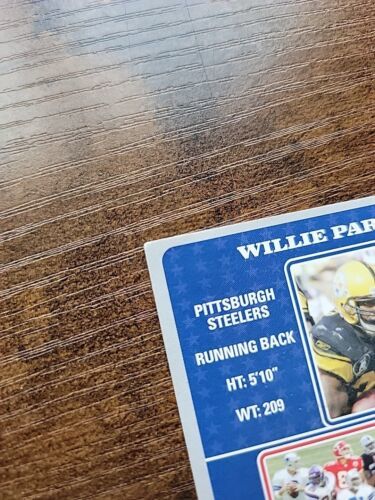 WILLIE PAR
PITTSBURGH
STEELERS
RUNNING BACK
HT: 5'10"
WT: 209